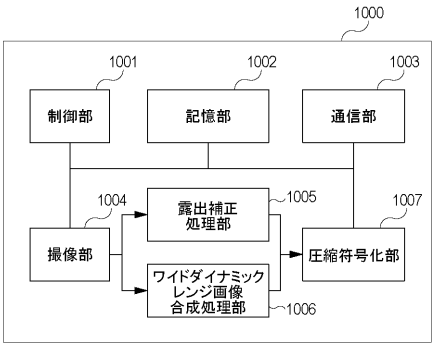 1000
1001
1002
1003
制御部
記憶部
通信部
1004
1005
1007
撮像部
露出補正
処理部
圧縮符号化部
ワイドダイナミック
レンジ画像
合成処理部
1006